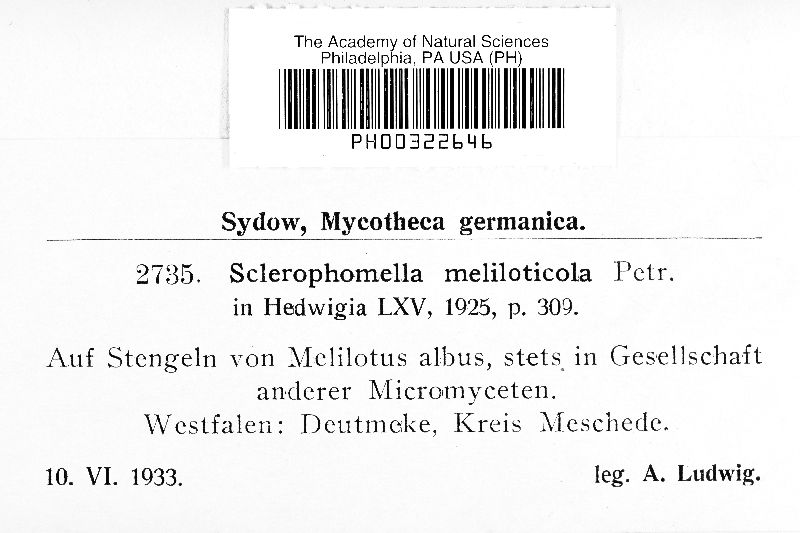 The Academy of Natural Sciences
Philadelphia, PA USA (PH)
PH00322646
Sydow, Mycotheca germanica.
2735. Sclerophomella meliloticola Petr.
in Hedwigia LXV, 1925, p. 309.
Auf Stengeln von Melilotus albus, stets in Gesellschaft
anderer Micromyceten.
Westfalen: Deutmeke, Kreis Meschede.
10. VI. 1933. leg. A. Ludwig.